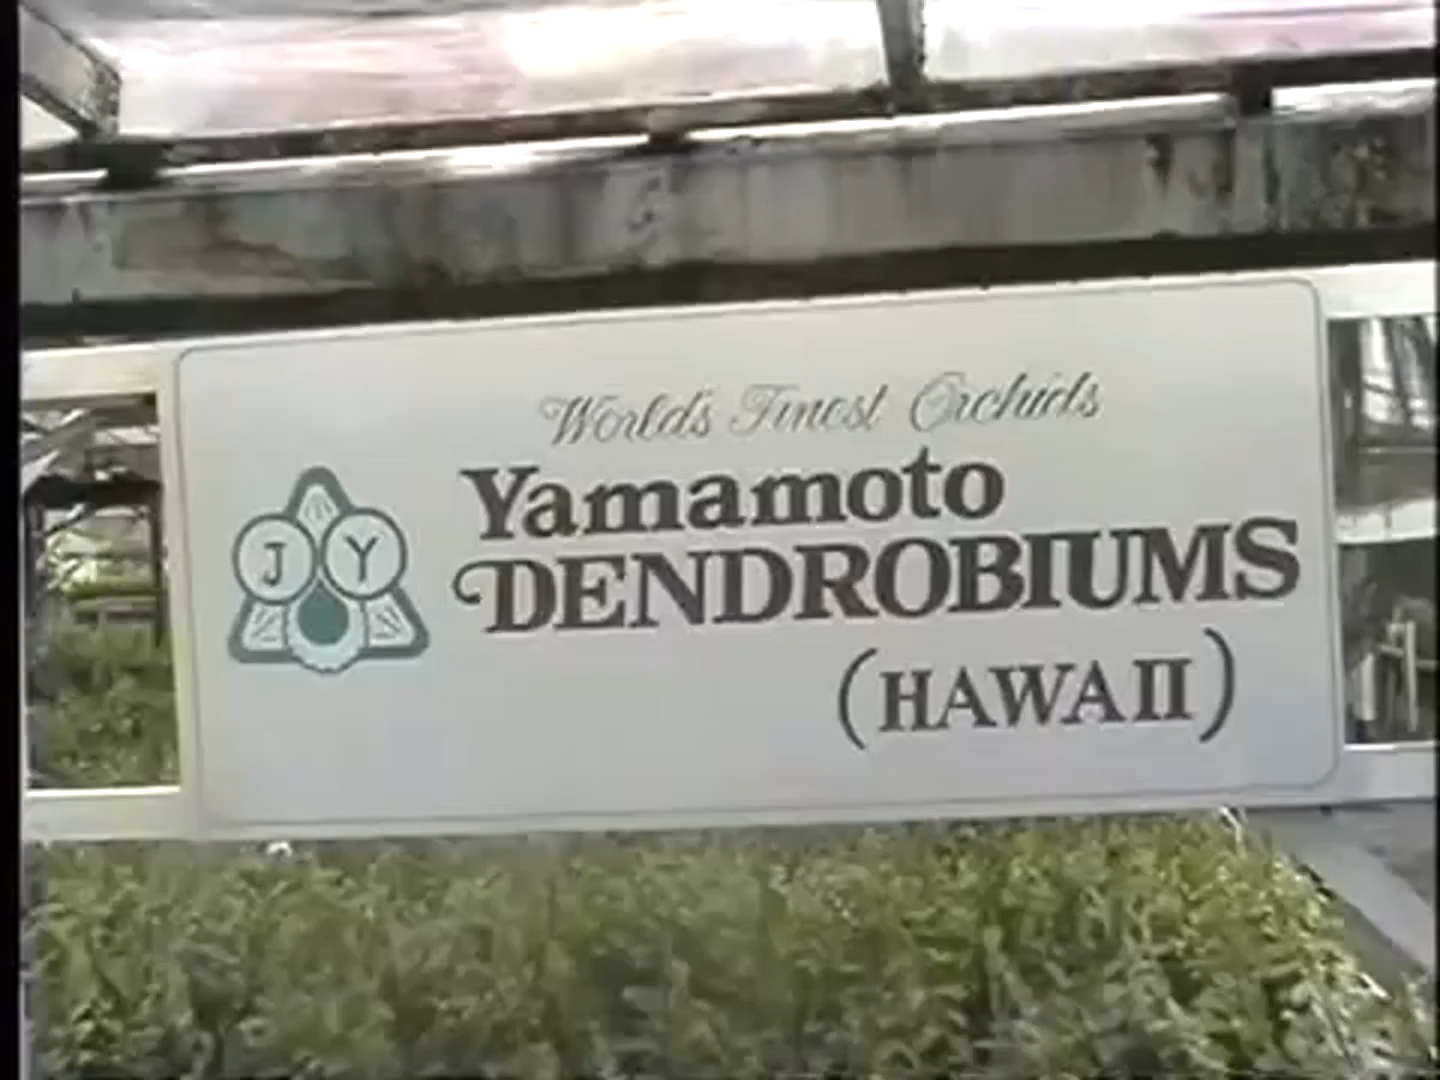 World's Finest Orchids
Yamamoto
DENDROBIUMS
(HAWAII)
J Y